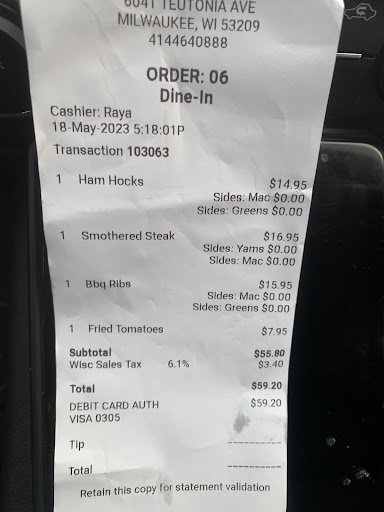 6041 TEUTONIA AVE
MILWAUKEE, WI 53209
4144640888
ORDER: 06
Dine-In
Cashier: Raya
18-May-2023 5:18:01P
Transaction 103063
1 Ham Hocks $14.95
Sides: Mac $0.00
Sides: Greens $0.00
1 Smothered Steak $16.95
Sides: Yams $0.00
Sides: Mac $0.00
1 Bbq Ribs $15.95
Sides: Mac $0.00
Sides: Greens $0.00
1 Fried Tomatoes $7.95
Subtotal $55.80
Wisc Sales Tax 6.1% $3.40
Total $59.20
DEBIT CARD AUTH $59.20
VISA 0305
Tip
Total
Retain this copy for statement validation